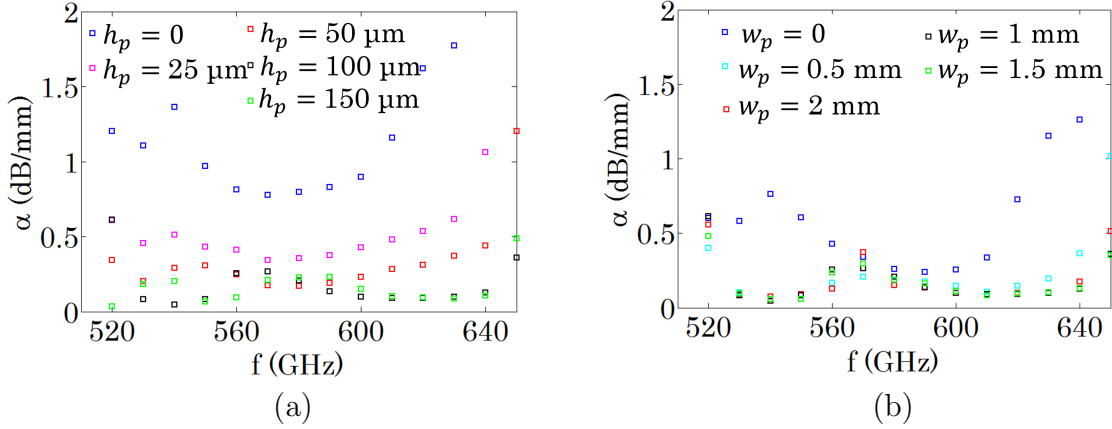 h_p = 0
h_p = 50 µm
h_p = 25 µm
h_p = 100 µm
h_p = 150 µm
2
1.5
1
0.5
0
α (dB/mm)
520
560
600
640
f (GHz)
(a)
w_p = 0
w_p = 1 mm
w_p = 0.5 mm
w_p = 1.5 mm
w_p = 2 mm
2
1.5
1
0.5
0
α (dB/mm)
520
560
600
640
f (GHz)
(b)